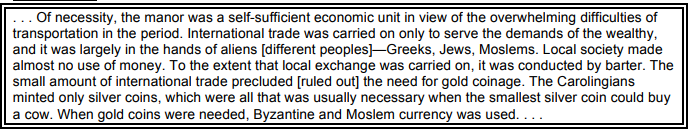 . . . Of necessity, the manor was a self-sufficient economic unit in view of the overwhelming difficulties of
transportation in the period. International trade was carried on only to serve the demands of the wealthy,
and it was largely in the hands of aliens [different peoples]—Greeks, Jews, Moslems. Local society made
almost no use of money. To the extent that local exchange was carried on, it was conducted by barter. The
small amount of international trade precluded [ruled out] the need for gold coinage. The Carolingians
minted only silver coins, which were all that was usually necessary when the smallest silver coin could buy
a cow. When gold coins were needed, Byzantine and Moslem currency was used. . . .